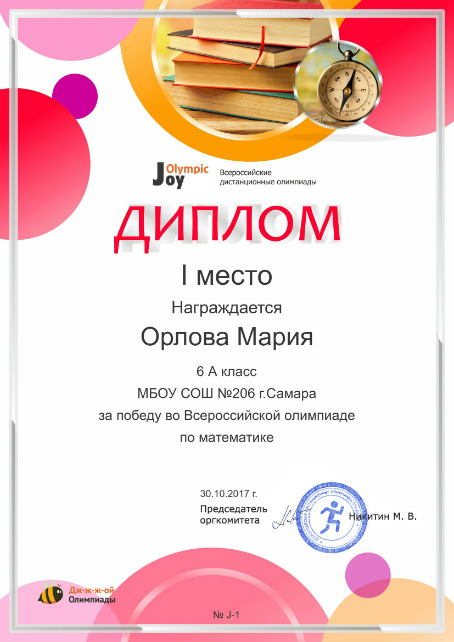 Olympic
Joy
Всероссийские
дистанционные олимпиады
ДИПЛОМ
I место
Награждается
Орлова Мария
6 А класс
МБОУ СОШ №206 г.Самара
за победу во Всероссийской олимпиаде
по математике
30.10.2017 г.
Председатель
оргкомитета
Никитин М. В.
Дж-ж-ж-ой
Олимпиады
№ J-1